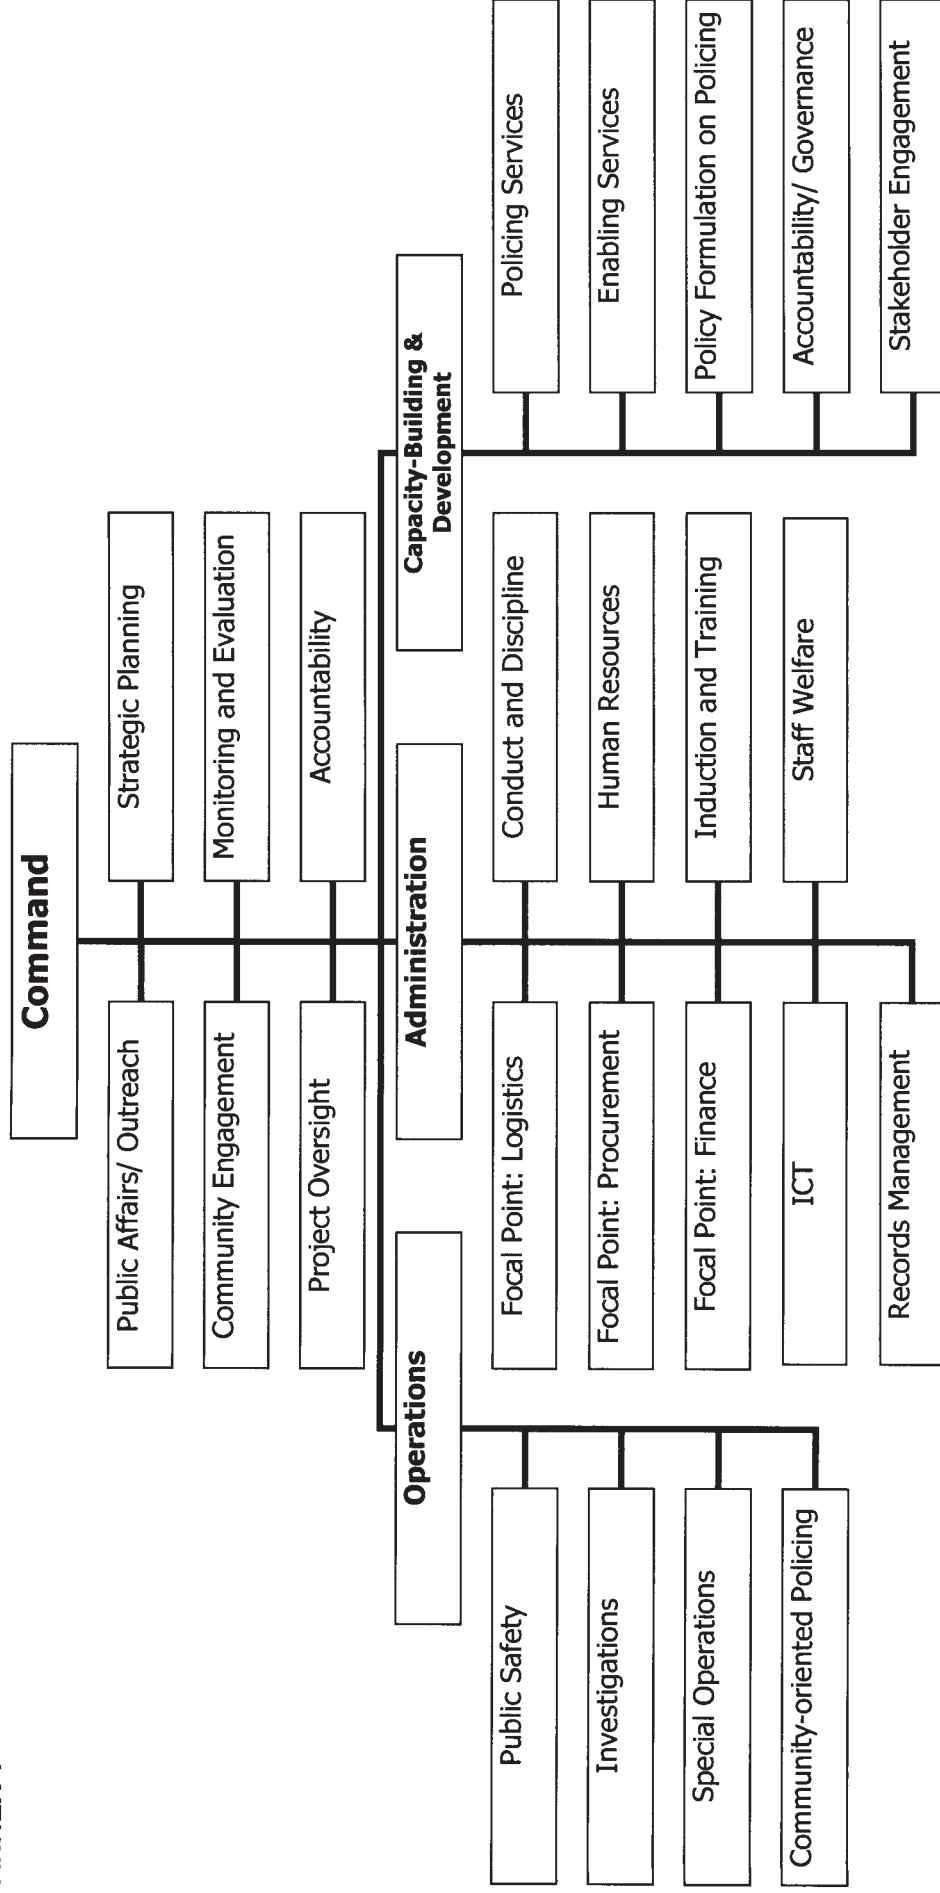 Command
Public Affairs/ Outreach
Strategic Planning
Community Engagement
Monitoring and Evaluation
Project Oversight
Accountability
Operations
Administration
Capacity-Building &
Development
Public Safety
Investigations
Special Operations
Community-oriented Policing
Focal Point: Logistics
Focal Point: Procurement
Focal Point: Finance
ICT
Records Management
Conduct and Discipline
Human Resources
Induction and Training
Staff Welfare
Policing Services
Enabling Services
Policy Formulation on Policing
Accountability/ Governance
Stakeholder Engagement